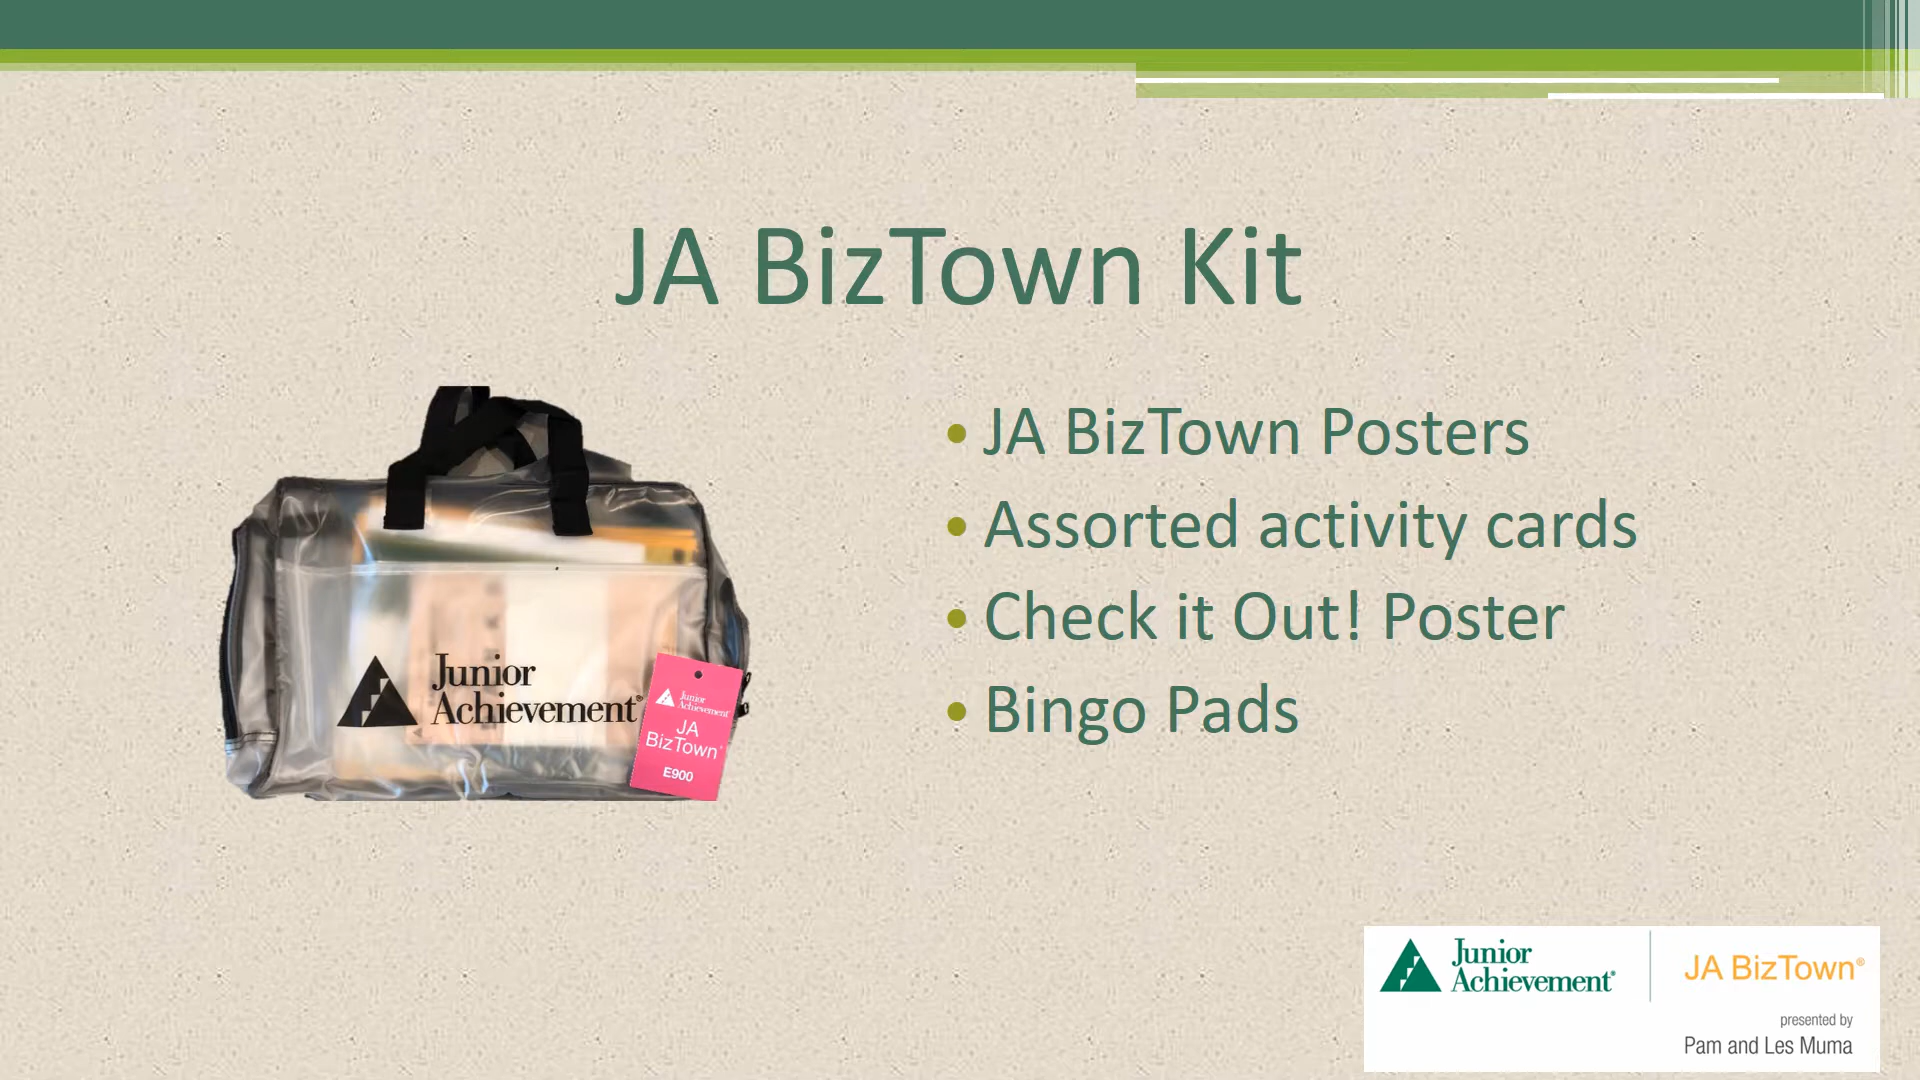 JA BizTown Kit
• JA BizTown Posters
• Assorted activity cards
• Check it Out! Poster
• Bingo Pads
Junior
Achievement®
Junior
Achievement
JA
BizTown®
E900
Junior
Achievement®
JA BizTown®
presented by
Pam and Les Muma